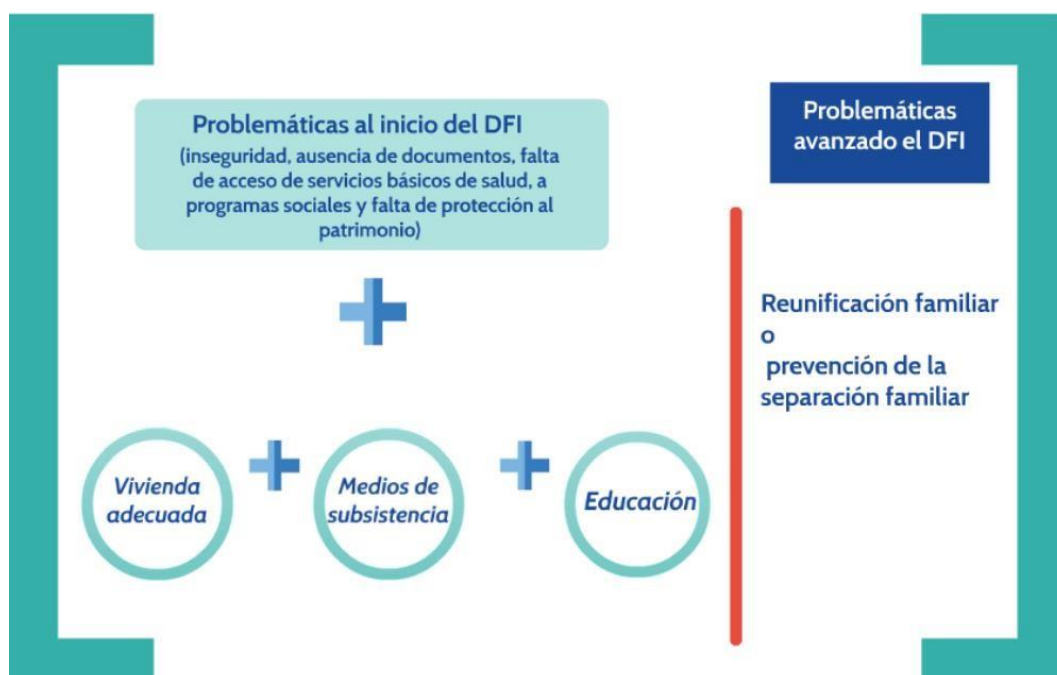 Problemáticas al inicio del DFI
(inseguridad, ausencia de documentos, falta
de acceso de servicios básicos de salud, a
programas sociales y falta de protección al
patrimonio)
Vivienda
adecuada
Medios de
subsistencia
Educación
Problemáticas
avanzado el DFI
Reunificación familiar
o
prevención de la
separación familiar